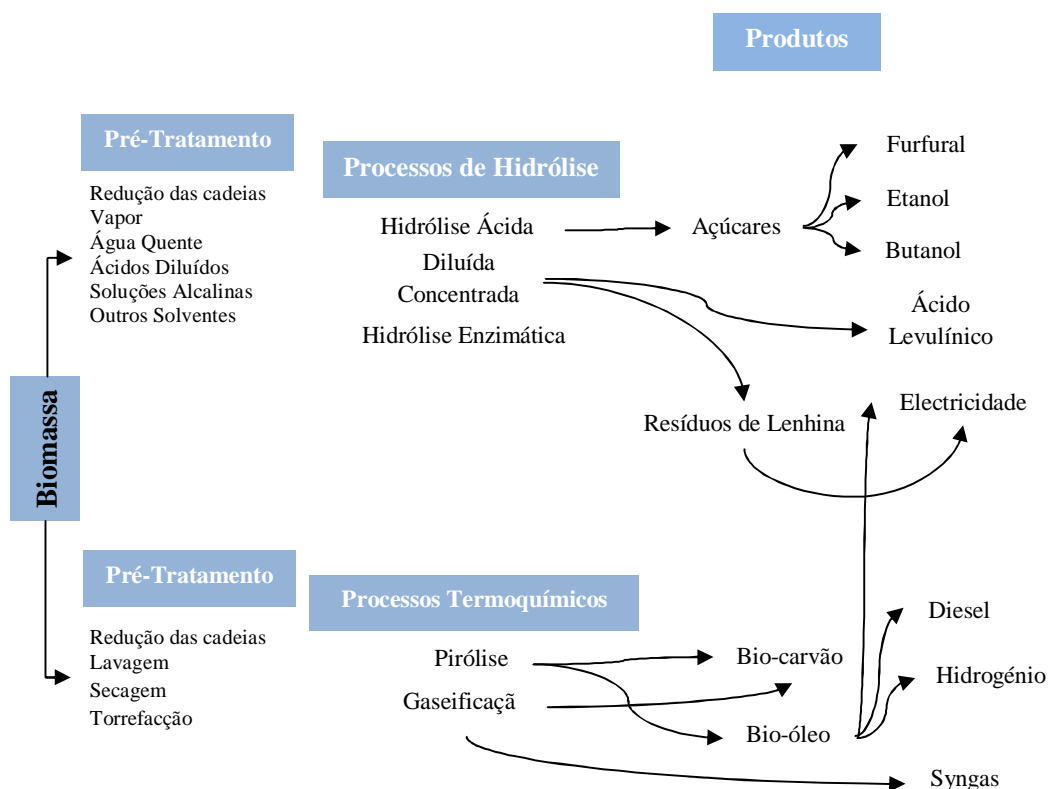 Produtos
Pré-Tratamento
Redução das cadeias
Vapor
Água Quente
Ácidos Diluídos
Soluções Alcalinas
Outros Solventes
Processos de Hidrólise
Hidrólise Ácida
Diluída
Concentrada
Hidrólise Enzimática
Açúcares
Furfural
Etanol
Butanol
Ácido
Levulínico
Resíduos de Lenhina
Electricidade
Biomassa
Pré-Tratamento
Redução das cadeias
Lavagem
Secagem
Torrefacção
Processos Termoquímicos
Pirólise
Gaseificaçã
Bio-carvão
Bio-óleo
Diesel
Hidrogénio
Syngas